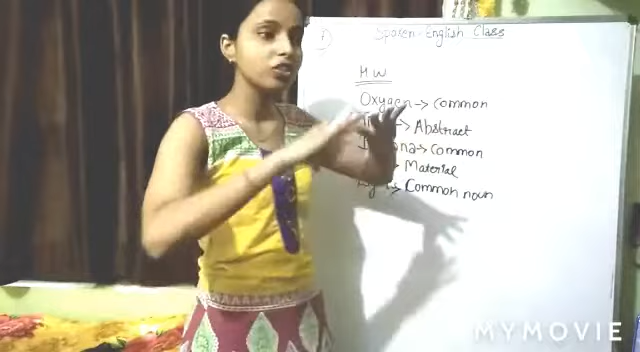 Spoken-English Class
HW
Oxygen → Common
→ Abstract
→ Common
Material
Common noun
MYMOVIE